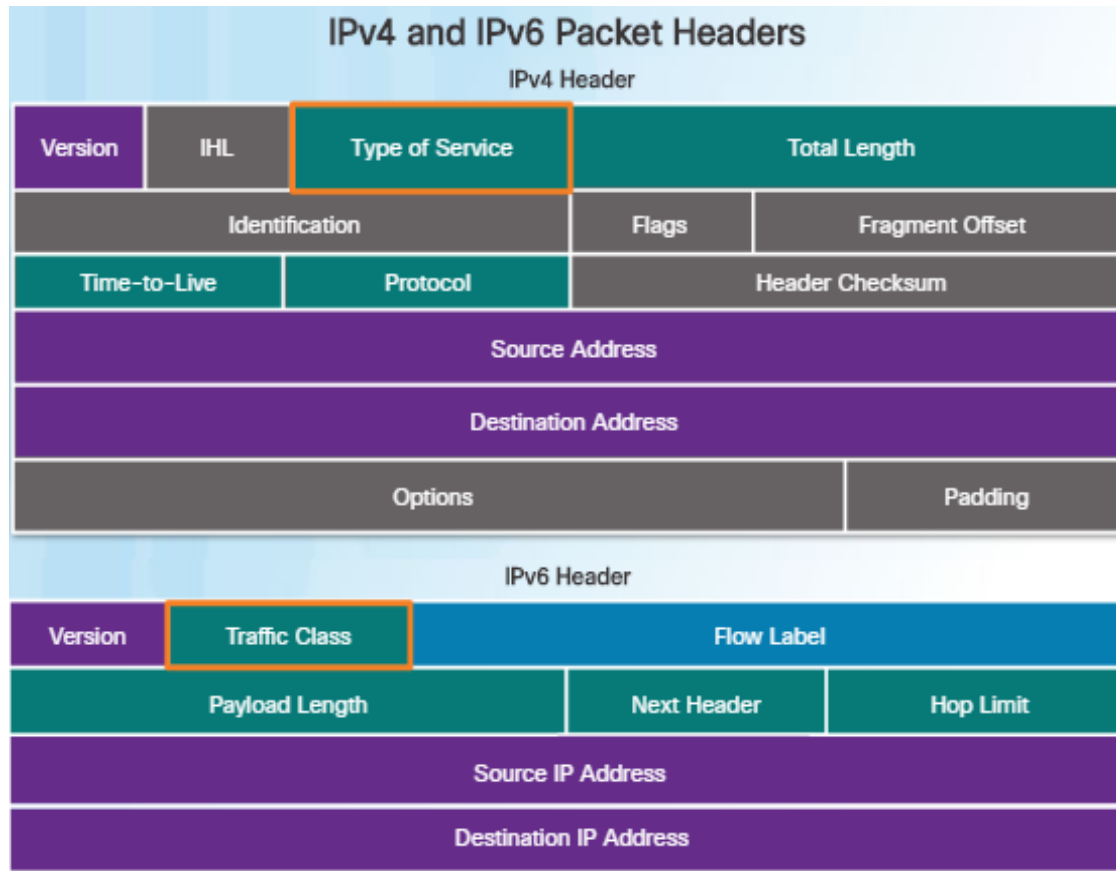 IPv4 and IPv6 Packet Headers
IPv4 Header
Version IHL Type of Service Total Length
Identification Flags Fragment Offset
Time-to-Live Protocol Header Checksum
Source Address
Destination Address
Options Padding
IPv6 Header
Version Traffic Class Flow Label
Payload Length Next Header Hop Limit
Source IP Address
Destination IP Address